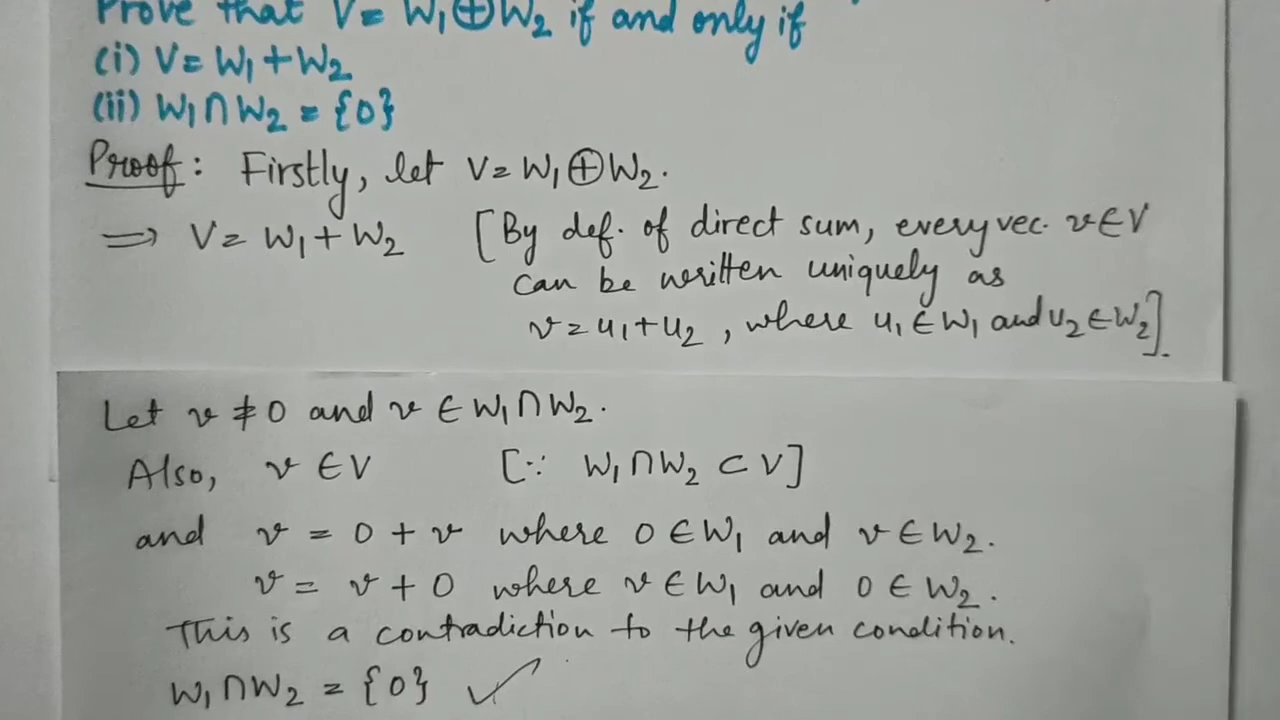 Prove that V = W₁⊕W₂ if and only if
(i) V = W₁ + W₂
(ii) W₁∩W₂ = {0}
Proof: Firstly, let V = W₁⊕W₂.
⟹ V = W₁ + W₂ [By def. of direct sum, every vec. v∈V
can be written uniquely as
v = u₁ + u₂, where u₁∈W₁ and u₂∈W₂].
Let v ≠ 0 and v ∈ W₁∩W₂.
Also, v ∈ V [∵ W₁∩W₂ ⊂ V]
and v = 0 + v where 0∈W₁ and v∈W₂.
v = v + 0 where v∈W₁ and 0∈W₂.
This is a contradiction to the given condition.
W₁∩W₂ = {0} ✓